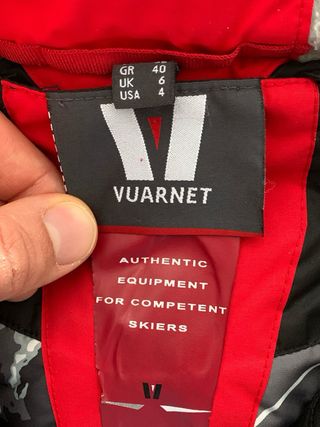 GR 40
UK 6
USA 4
VUARNET
AUTHENTIC
EQUIPMENT
FOR COMPETENT
SKIERS